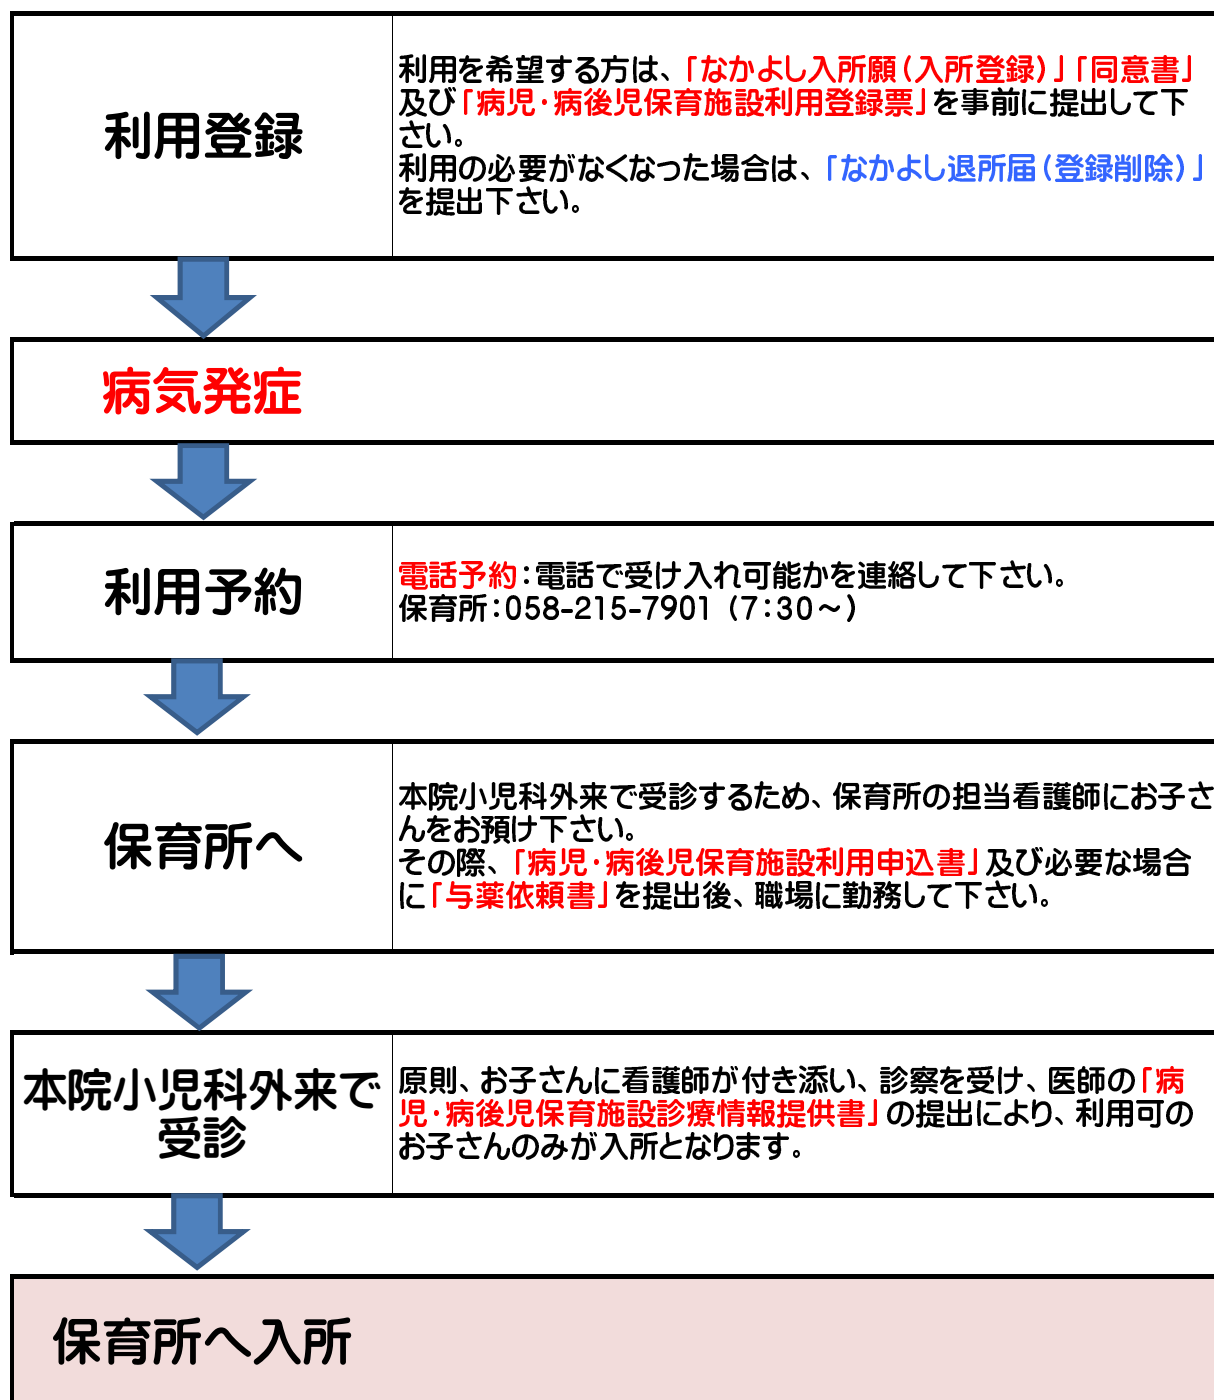 利用登録
利用を希望する方は、「なかよし入所願(入所登録)」「同意書」
及び「病児・病後児保育施設利用登録票」を事前に提出して下
さい。
利用の必要がなくなった場合は、「なかよし退所届(登録削除)」
を提出下さい。
病気発症
利用予約
電話予約：電話で受け入れ可能かを連絡して下さい。
保育所：058-215-7901 (7：30～)
保育所へ
本院小児科外来で受診するため、保育所の担当看護師にお子さ
んをお預け下さい。
その際、「病児・病後児保育施設利用申込書」及び必要な場合
に「与薬依頼書」を提出後、職場に勤務して下さい。
本院小児科外来で
受診
原則、お子さんに看護師が付き添い、診察を受け、医師の「病
児・病後児保育施設診療情報提供書」の提出により、利用可の
お子さんのみが入所となります。
保育所へ入所